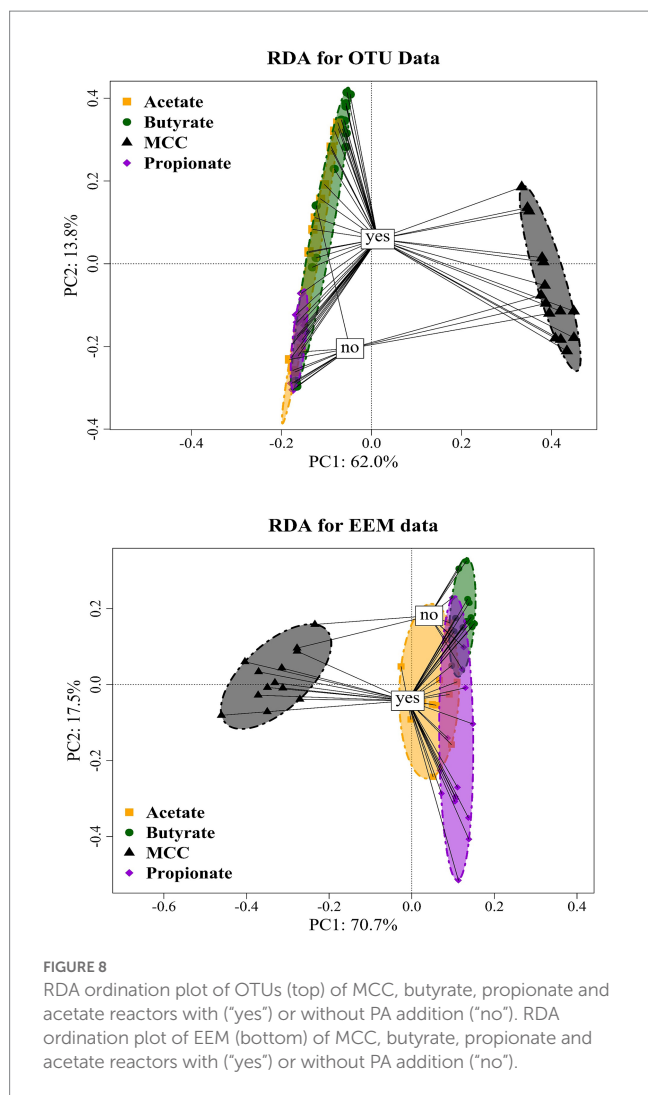 RDA for OTU Data
Acetate
Butyrate
MCC
Propionate
yes
no
0.4
0.2
0.0
-0.2
-0.4
PC2: 13.8%
-0.4
-0.2
0.0
0.2
0.4
PC1: 62.0%
RDA for EEM data
no
yes
0.2
0.0
-0.2
-0.4
PC2: 17.5%
Acetate
Butyrate
MCC
Propionate
-0.6
-0.4
-0.2
0.0
0.2
0.4
PC1: 70.7%
FIGURE 8
RDA ordination plot of OTUs (top) of MCC, butyrate, propionate and
acetate reactors with (“yes”) or without PA addition (“no”). RDA
ordination plot of EEM (bottom) of MCC, butyrate, propionate and
acetate reactors with (“yes”) or without PA addition (“no”).